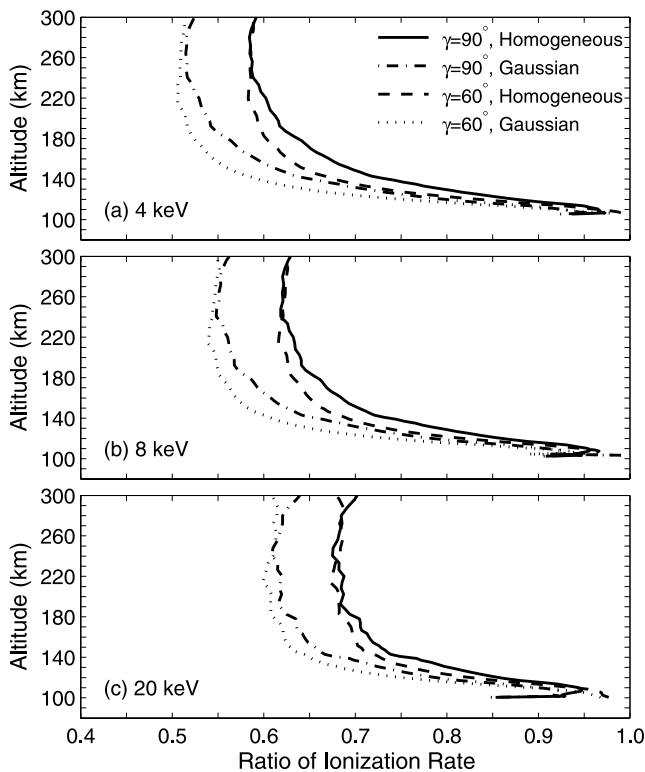 300
260
220
180
140
100
Altitude (km)
(a) 4 keV
γ=90°, Homogeneous
γ=90°, Gaussian
γ=60°, Homogeneous
γ=60°, Gaussian
300
260
220
180
140
100
Altitude (km)
(b) 8 keV
300
260
220
180
140
100
Altitude (km)
(c) 20 keV
0.4 0.5 0.6 0.7 0.8 0.9 1.0
Ratio of Ionization Rate